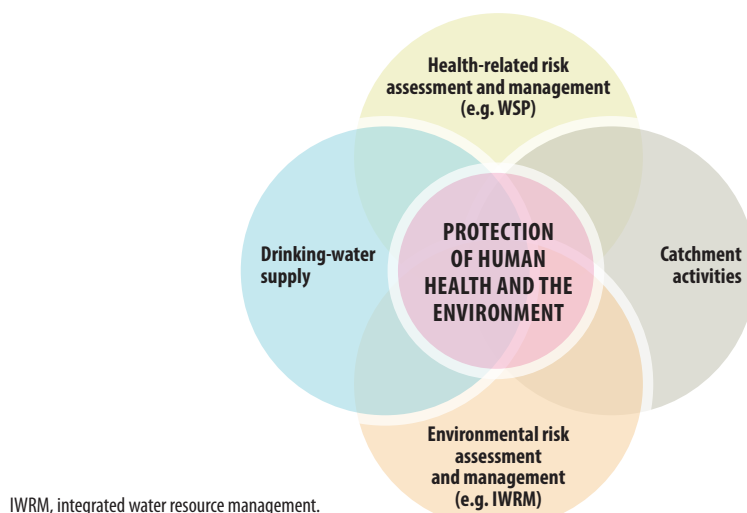 Health-related risk
assessment and management
(e.g. WSP)
Drinking-water
supply
PROTECTION
OF HUMAN
HEALTH AND THE
ENVIRONMENT
Catchment
activities
Environmental risk
assessment
and management
(e.g. IWRM)
IWRM, integrated water resource management.